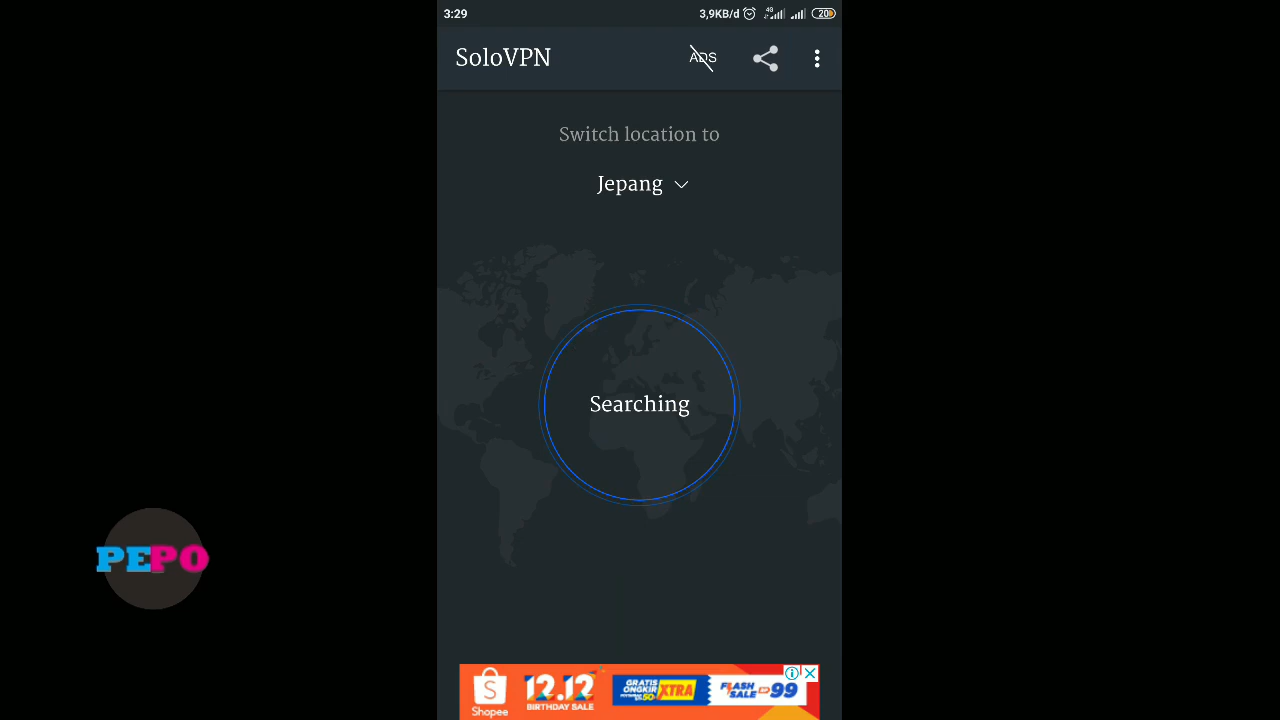 3:29
3,9KB/d
4G
20
SoloVPN
ADS
Switch location to
Jepang
Searching
PEPO
Shopee
12.12
BIRTHDAY SALE
GRATIS
ONGKIR
XTRA
FLASH
SALE
99